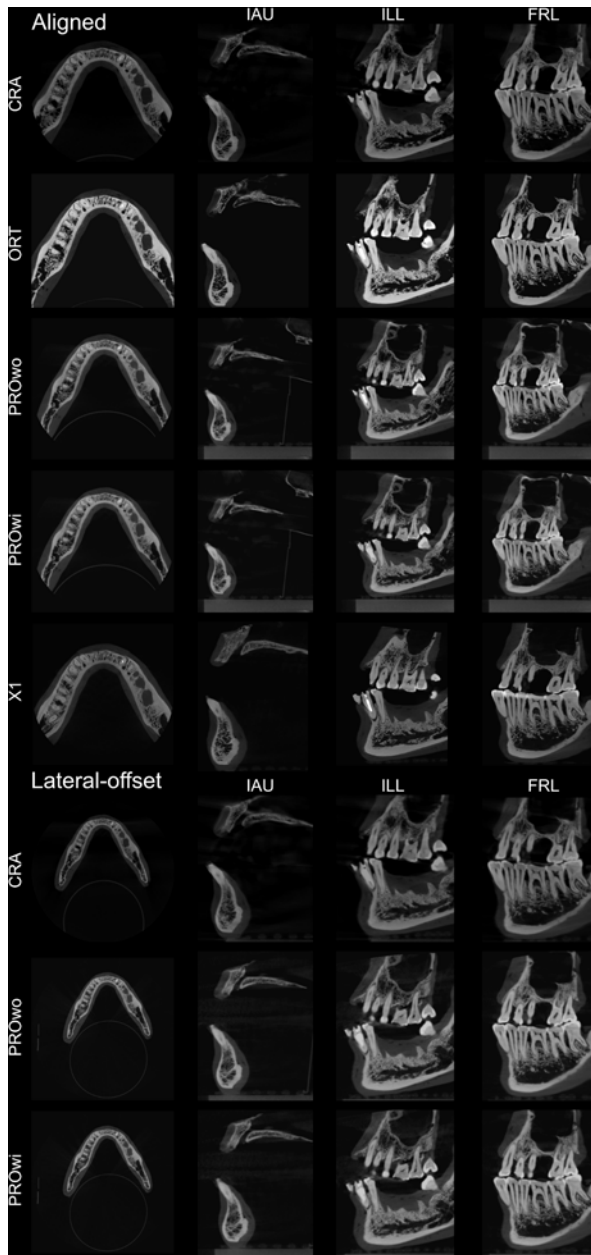 Aligned IAU ILL FRL
CRA
ORT
PROwo
PROwi
X1
Lateral-offset IAU ILL FRL
CRA
PROwo
PROwi